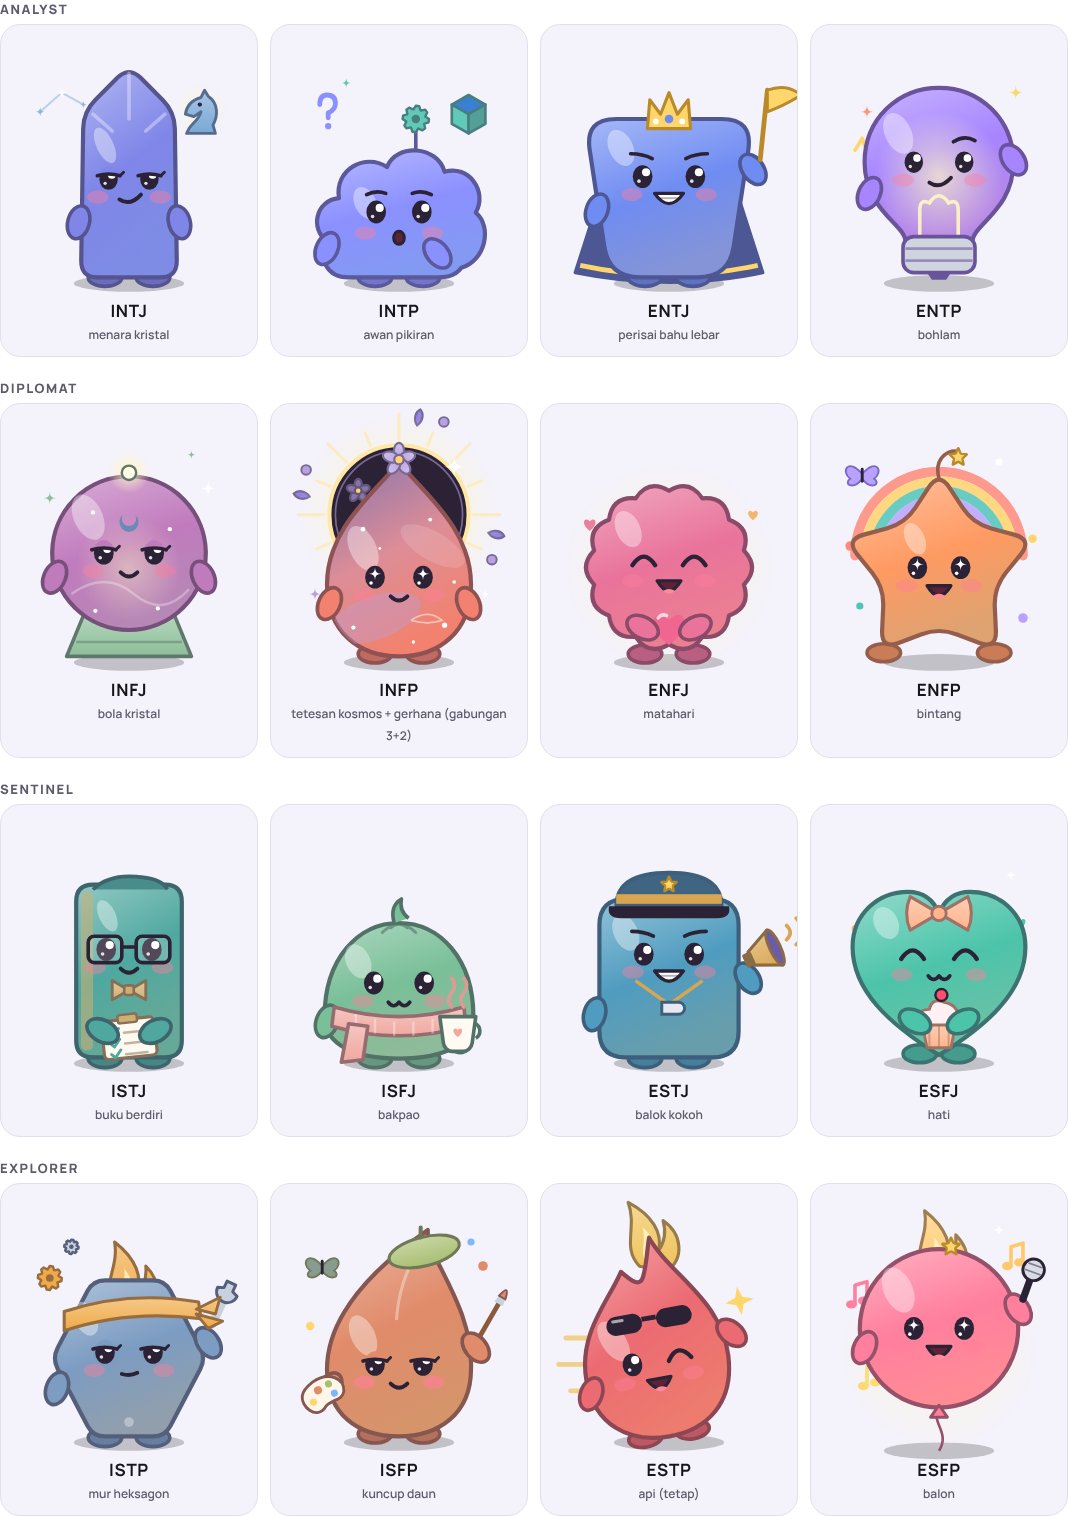 ANALYST
INTJ
menara kristal
INTP
awan pikiran
ENTJ
perisai bahu lebar
ENTP
bohlam
DIPLOMAT
INFJ
bola kristal
INFP
tetesan kosmos + gerhana (gabungan
3+2)
ENFJ
matahari
ENFP
bintang
SENTINEL
ISTJ
buku berdiri
ISFJ
bakpao
ESTJ
balok kokoh
ESFJ
hati
EXPLORER
ISTP
mur heksagon
ISFP
kuncup daun
ESTP
api (tetap)
ESFP
balon